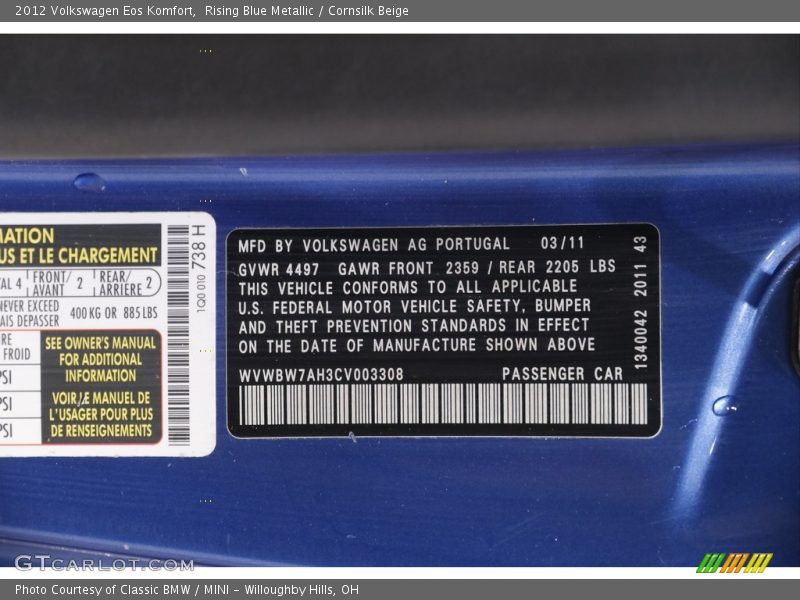 2012 Volkswagen Eos Komfort,  Rising Blue Metallic / Cornsilk Beige
MATION
US ET LE CHARGEMENT
TAL 4 FRONT/ AVANT 2 REAR/ ARRIERE 2
NEVER EXCEED
AIS DEPASSER
400 KG OR 885 LBS
FROID
PSI
PSI
PSI
SEE OWNER'S MANUAL
FOR ADDITIONAL
INFORMATION
VOIR LE MANUEL DE
L'USAGER POUR PLUS
DE RENSEIGNEMENTS
1Q0 010 738 H
MFD BY VOLKSWAGEN AG PORTUGAL 03/11
GVWR 4497 GAWR FRONT 2359 / REAR 2205 LBS
THIS VEHICLE CONFORMS TO ALL APPLICABLE
U.S. FEDERAL MOTOR VEHICLE SAFETY, BUMPER
AND THEFT PREVENTION STANDARDS IN EFFECT
ON THE DATE OF MANUFACTURE SHOWN ABOVE
WVWBW7AH3CV003308 PASSENGER CAR
1340042 2011 43
GTCARLOT.COM
Photo Courtesy of Classic BMW / MINI - Willoughby Hills, OH